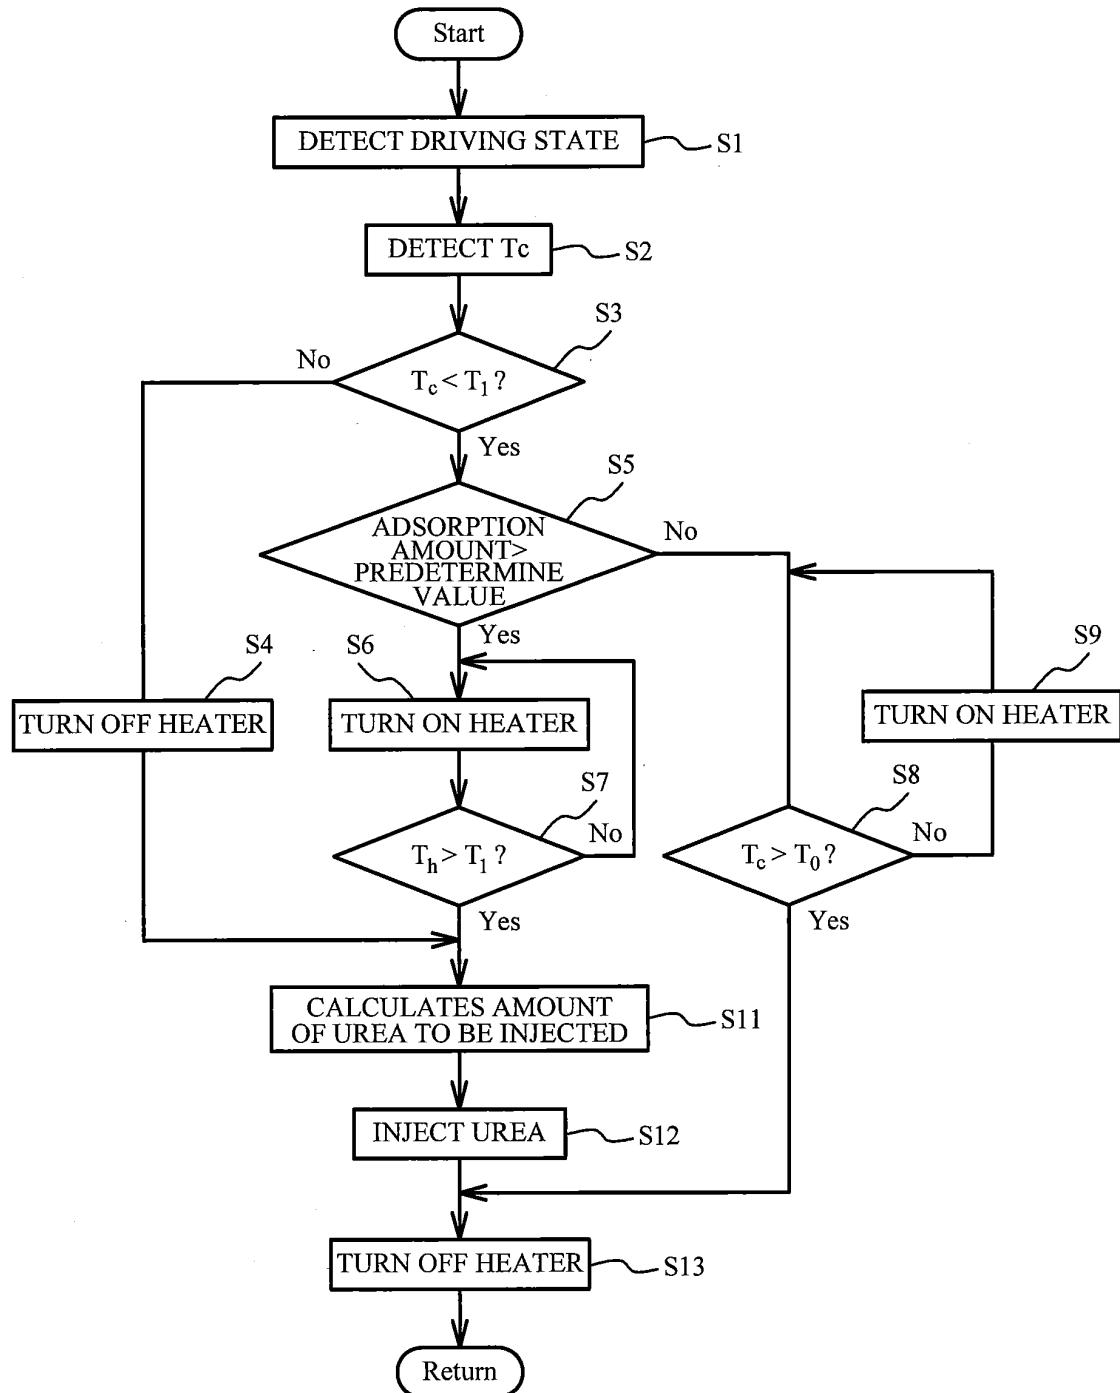 Start
DETECT DRIVING STATE
S1
DETECT Tc
S2
S3
No
Tc < T1 ?
Yes
S5
ADSORPTION
AMOUNT>
PREDETERMINE
VALUE
No
Yes
S4
S6
S9
TURN OFF HEATER
TURN ON HEATER
TURN ON HEATER
S7
S8
Th > T1 ?
No
Tc > T0 ?
No
Yes
Yes
CALCULATES AMOUNT
OF UREA TO BE INJECTED
S11
INJECT UREA
S12
TURN OFF HEATER
S13
Return